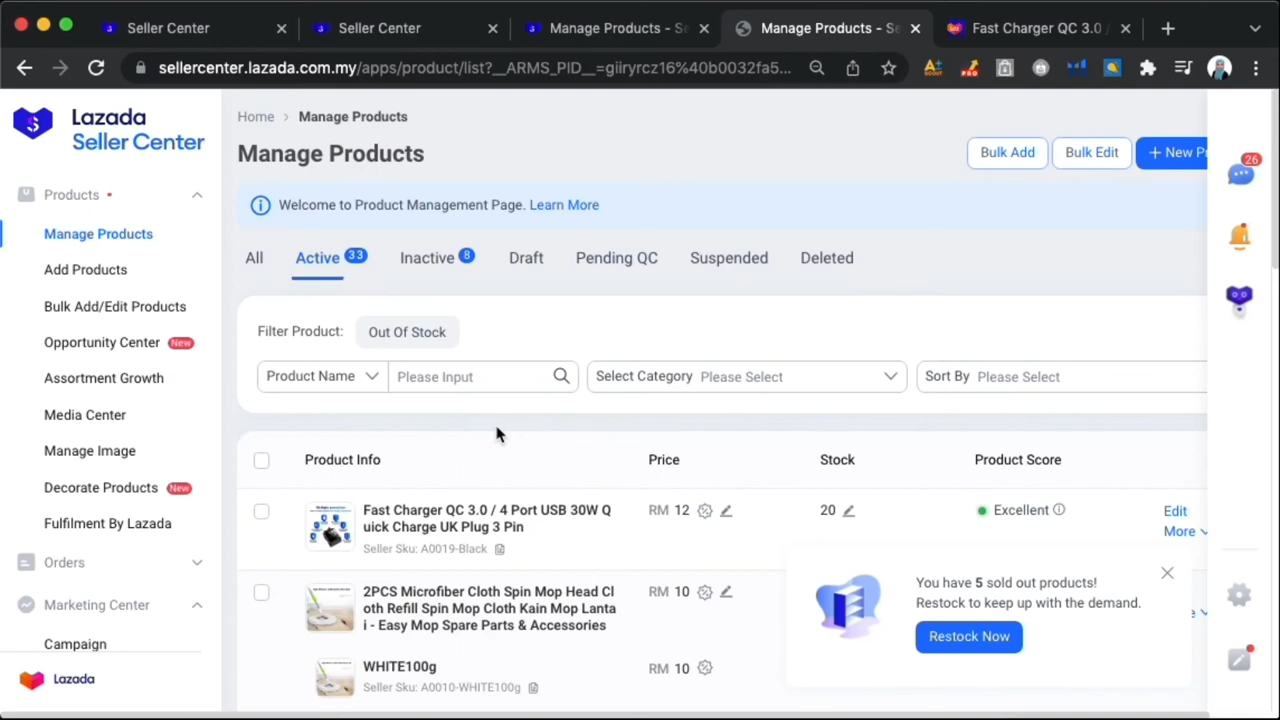 Seller Center
Seller Center
Manage Products - Se
Manage Products - Se
Fast Charger QC 3.0 /
sellercenter.lazada.com.my/apps/product/list?__ARMS_PID__=giiryrcz16%40b0032fa5...
Lazada
Seller Center
Products
Manage Products
Add Products
Bulk Add/Edit Products
Opportunity Center New
Assortment Growth
Media Center
Manage Image
Decorate Products New
Fulfilment By Lazada
Orders
Marketing Center
Campaign
Lazada
Home > Manage Products
Manage Products
Bulk Add
Bulk Edit
+ New Pr
Welcome to Product Management Page. Learn More
All
Active 33
Inactive 8
Draft
Pending QC
Suspended
Deleted
Filter Product: Out Of Stock
Product Name
Please Input
Select Category Please Select
Sort By Please Select
Product Info
Price
Stock
Product Score
Fast Charger QC 3.0 / 4 Port USB 30W Q
uick Charge UK Plug 3 Pin
Seller Sku: A0019-Black
RM 12
20
Excellent
Edit
More
2PCS Microfiber Cloth Spin Mop Head Cl
oth Refill Spin Mop Cloth Kain Mop Lanta
i - Easy Mop Spare Parts & Accessories
RM 10
WHITE100g
Seller Sku: A0010-WHITE100g
RM 10
You have 5 sold out products!
Restock to keep up with the demand.
Restock Now
26